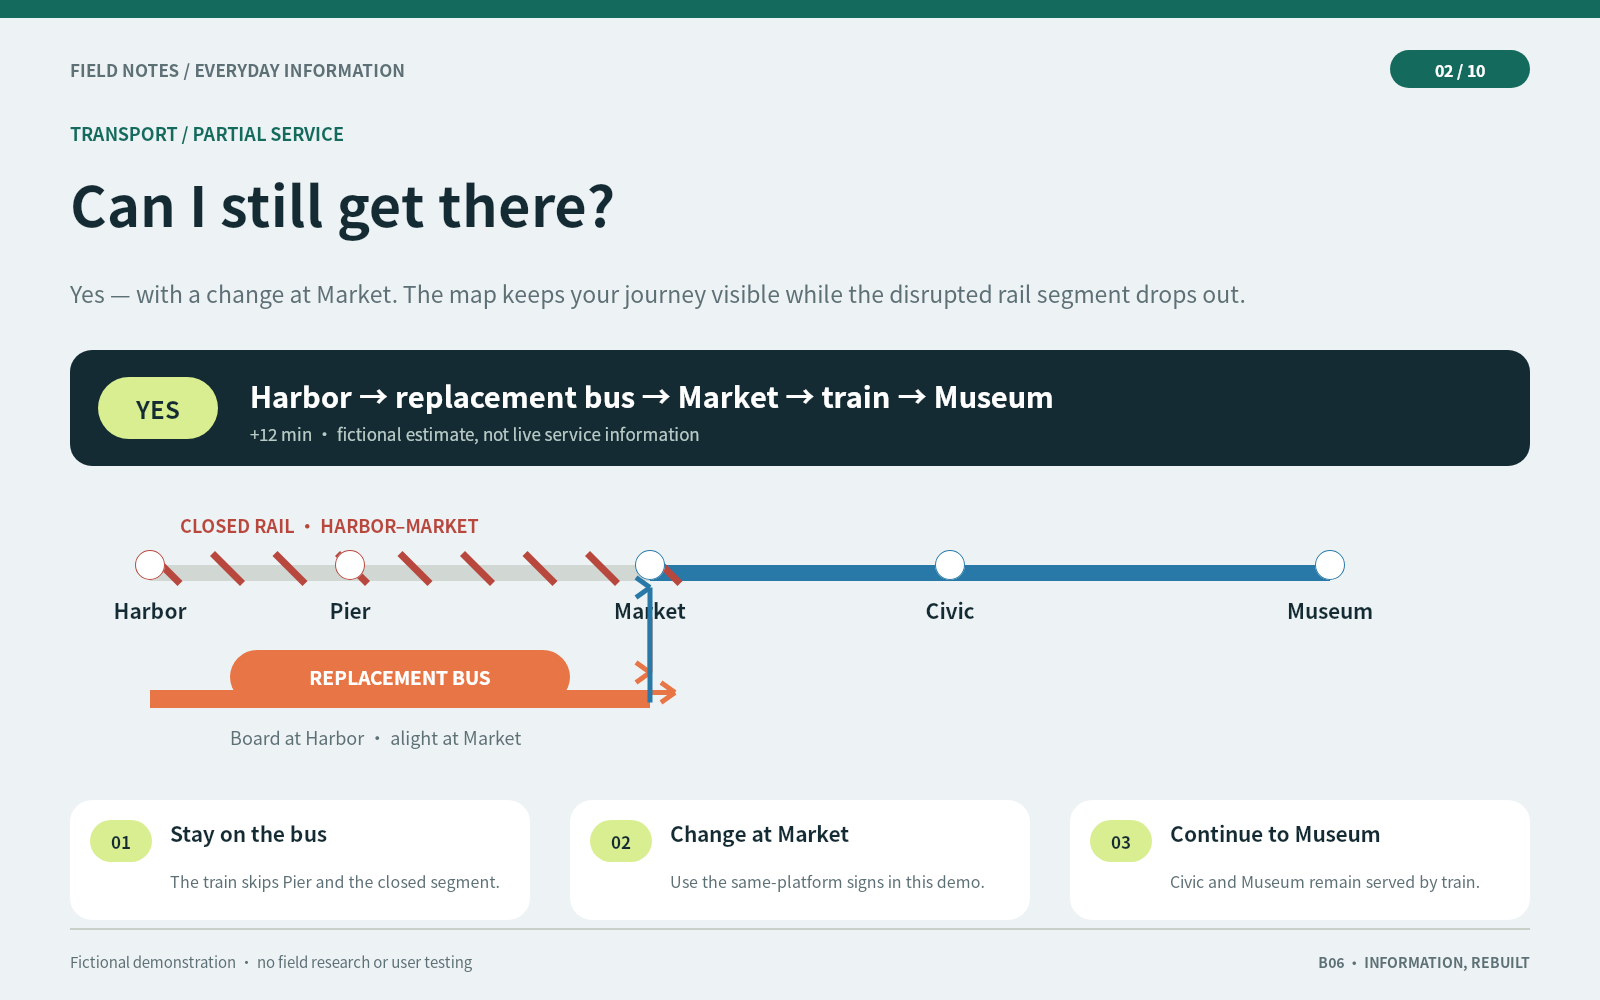 FIELD NOTES / EVERYDAY INFORMATION
02 / 10
TRANSPORT / PARTIAL SERVICE
Can I still get there?
Yes — with a change at Market. The map keeps your journey visible while the disrupted rail segment drops out.
YES
Harbor → replacement bus → Market → train → Museum
+12 min • fictional estimate, not live service information
CLOSED RAIL • HARBOR–MARKET
Harbor
Pier
Market
Civic
Museum
REPLACEMENT BUS
Board at Harbor • alight at Market
01
Stay on the bus
The train skips Pier and the closed segment.
02
Change at Market
Use the same-platform signs in this demo.
03
Continue to Museum
Civic and Museum remain served by train.
Fictional demonstration • no field research or user testing
B06 • INFORMATION, REBUILT